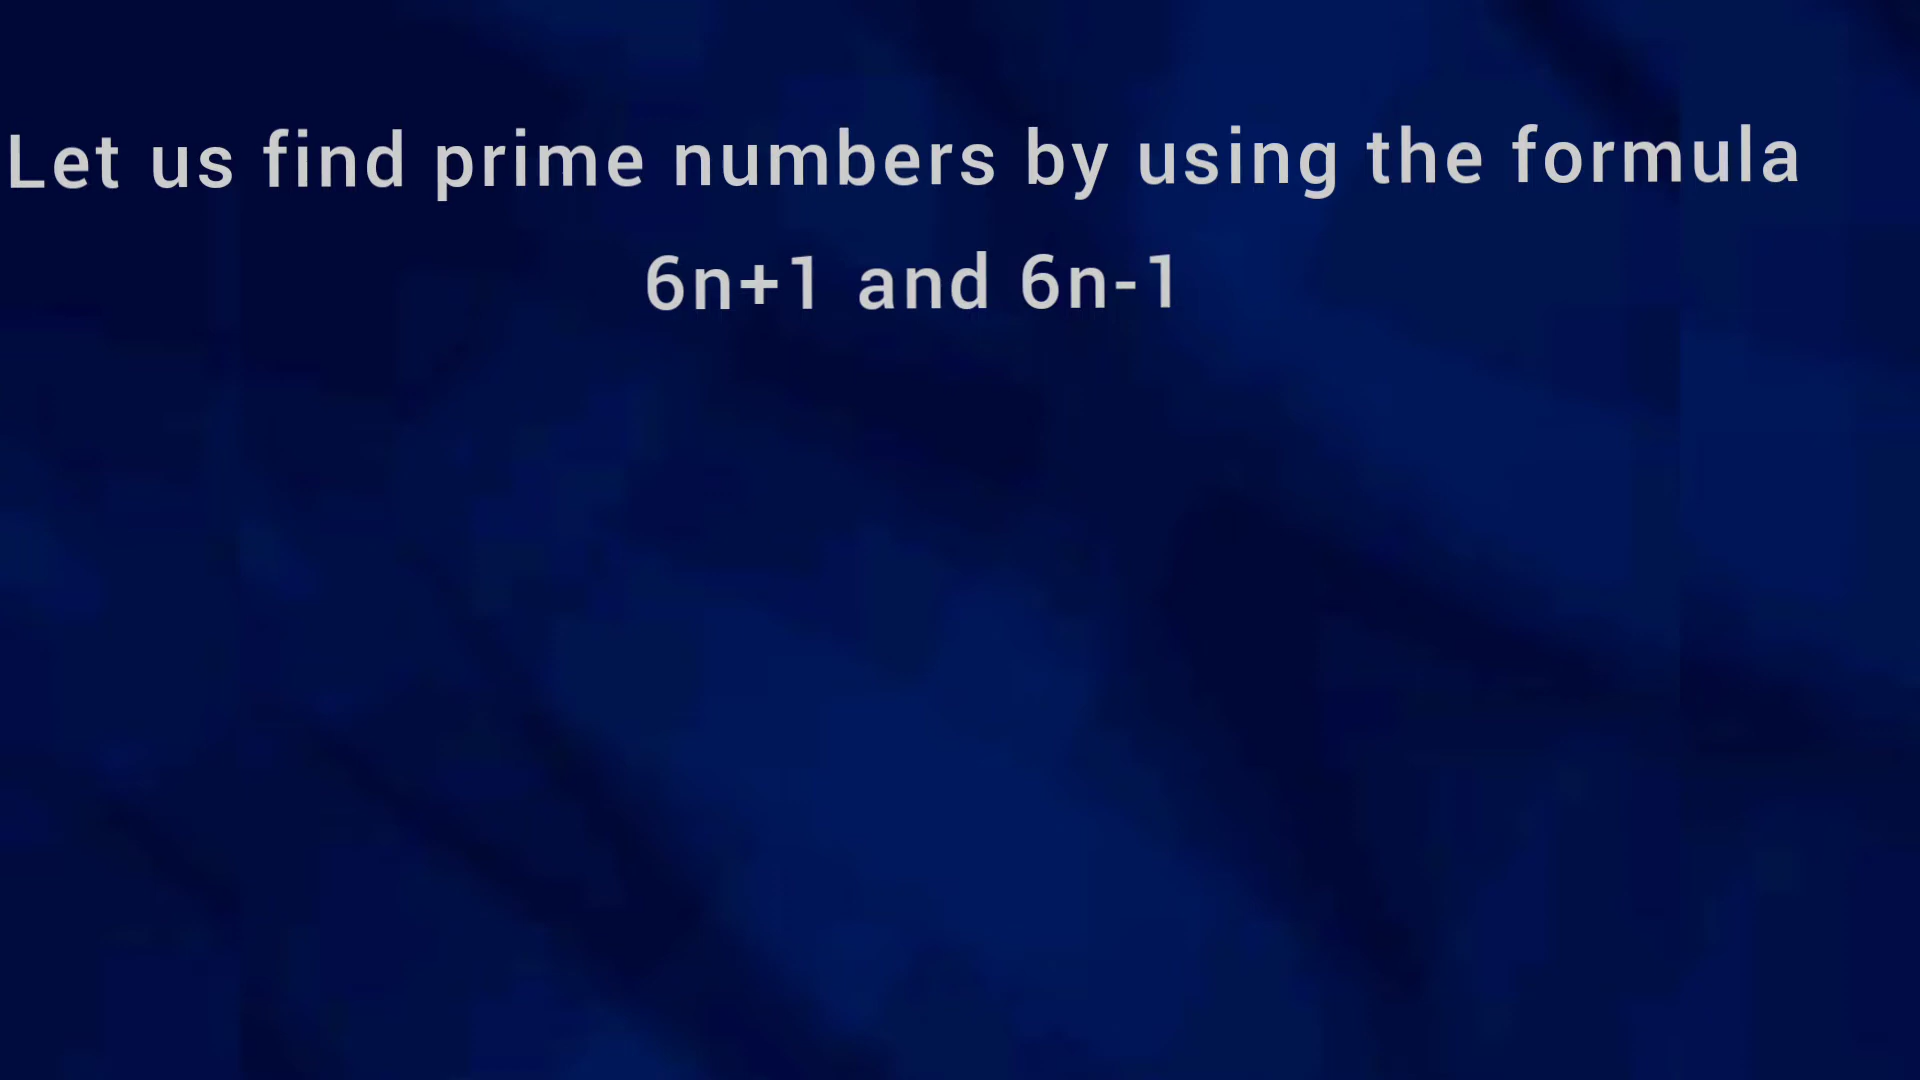 Let us find prime numbers by using the formula
6n+1 and 6n-1